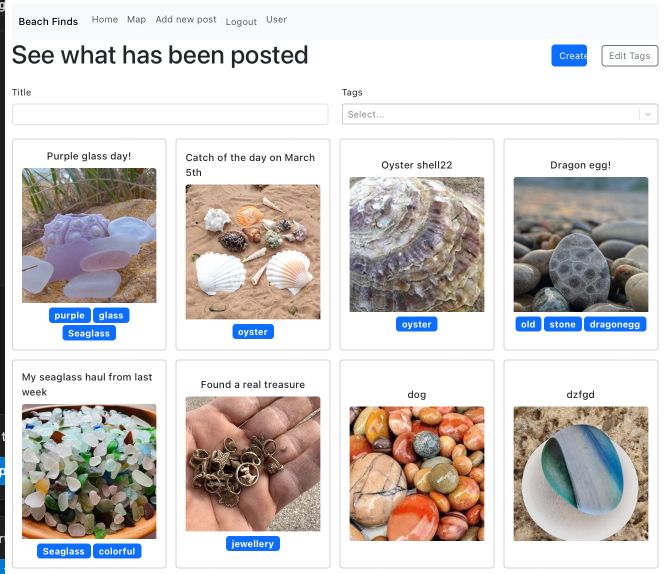 Beach Finds Home Map Add new post Logout User
See what has been posted
Create
Edit Tags
Title
Tags
Select...
Purple glass day!
purple glass
Seaglass
Catch of the day on March
5th
oyster
Oyster shell22
oyster
Dragon egg!
old stone dragonegg
My seaglass haul from last
week
Seaglass colorful
Found a real treasure
jewellery
dog
dzfgd